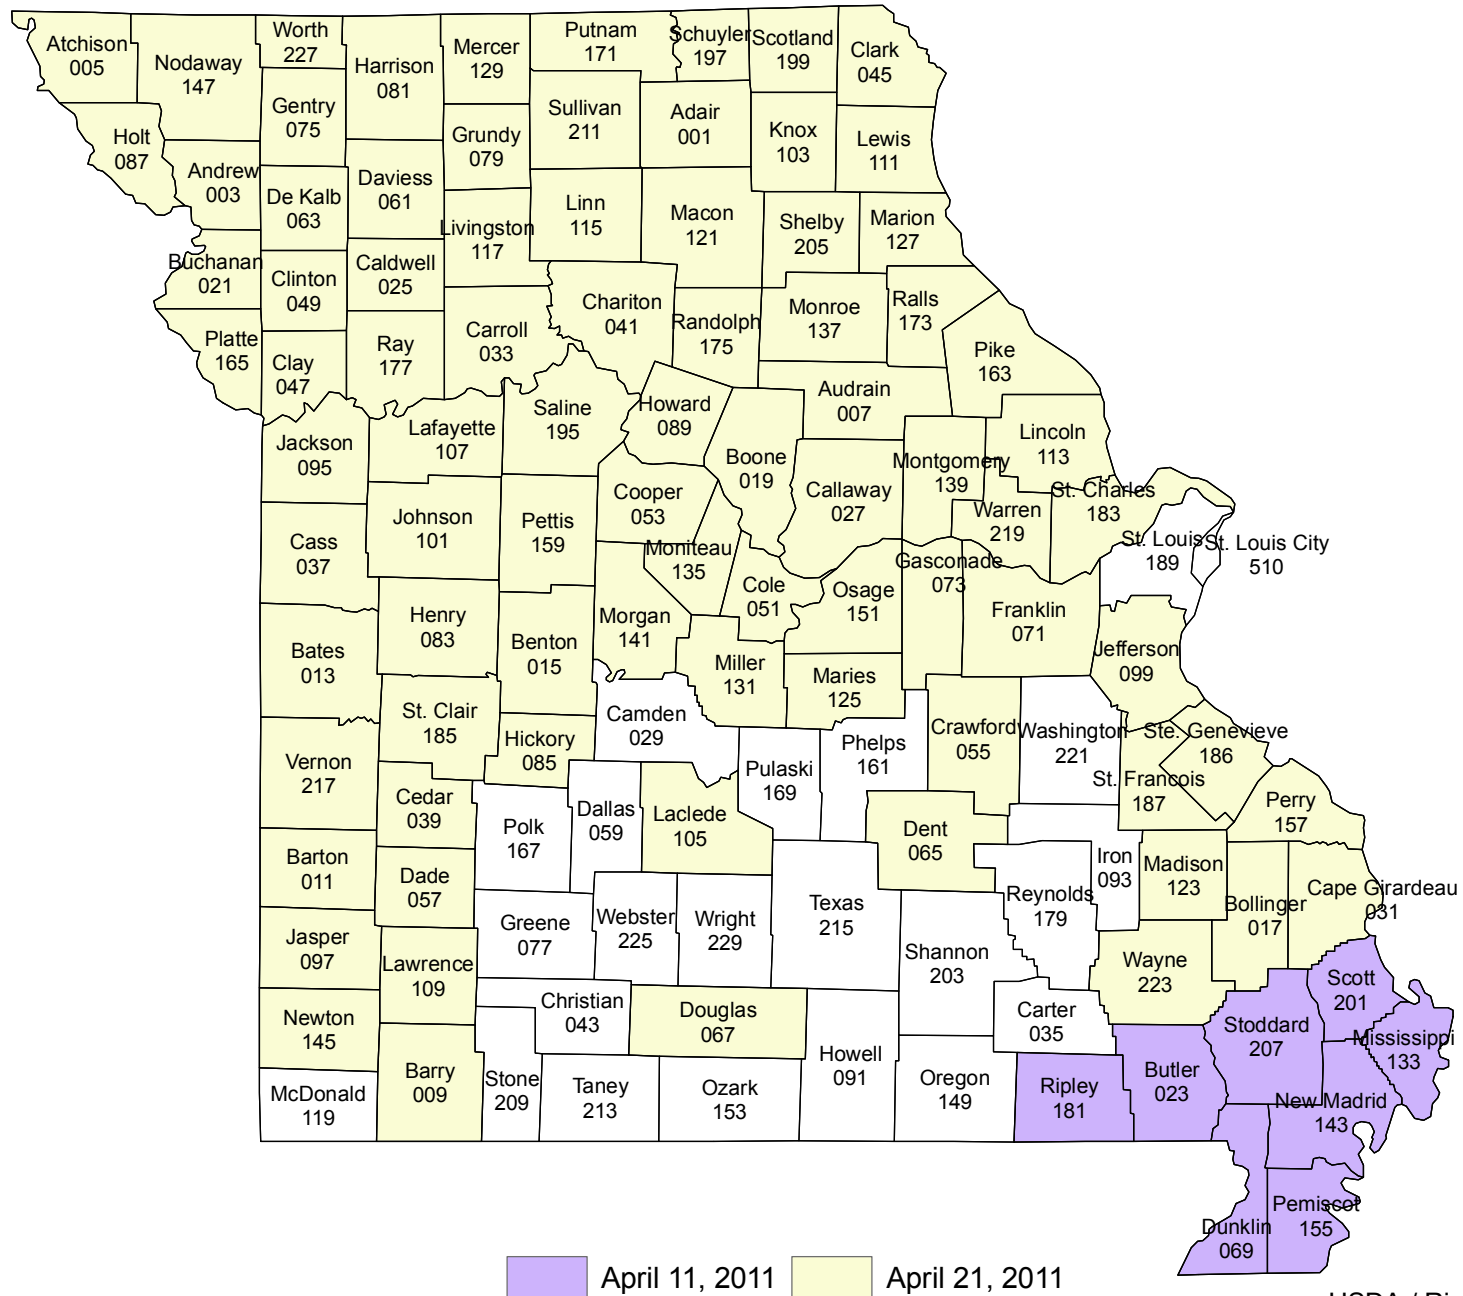 Atchison
005
Nodaway
147
Worth
227
Harrison
081
Mercer
129
Putnam
171
Schuyler
197
Scotland
199
Clark
045
Holt
087
Andrew
003
Gentry
075
De Kalb
063
Daviess
061
Grundy
079
Sullivan
211
Adair
001
Knox
103
Lewis
111
Livingston
117
Linn
115
Macon
121
Shelby
205
Marion
127
Buchanan
021
Clinton
049
Caldwell
025
Carroll
033
Chariton
041
Randolph
175
Monroe
137
Ralls
173
Pike
163
Platte
165
Clay
047
Ray
177
Jackson
095
Lafayette
107
Saline
195
Howard
089
Boone
019
Audrain
007
Callaway
027
Montgomery
139
Lincoln
113
Warren
219
St. Charles
183
St. Louis
189
St. Louis City
510
Cass
037
Johnson
101
Pettis
159
Cooper
053
Moniteau
135
Cole
051
Osage
151
Gasconade
073
Franklin
071
Jefferson
099
Bates
013
Henry
083
Benton
015
Morgan
141
Miller
131
Maries
125
Camden
029
Phelps
161
Crawford
055
Washington
221
Ste. Genevieve
186
St. Francois
187
Perry
157
Vernon
217
St. Clair
185
Hickory
085
Cedar
039
Polk
167
Dallas
059
Laclede
105
Pulaski
169
Dent
065
Iron
093
Madison
123
Bollinger
017
Cape Girardeau
031
Barton
011
Dade
057
Greene
077
Webster
225
Wright
229
Texas
215
Reynolds
179
Shannon
203
Wayne
223
Jasper
097
Lawrence
109
Christian
043
Douglas
067
Howell
091
Carter
035
Scott
201
Stoddard
207
Mississippi
133
Newton
145
McDonald
119
Barry
009
Stone
209
Taney
213
Ozark
153
Oregon
149
Ripley
181
Butler
023
New Madrid
143
Pemiscot
155
Dunklin
069
April 11, 2011
April 21, 2011